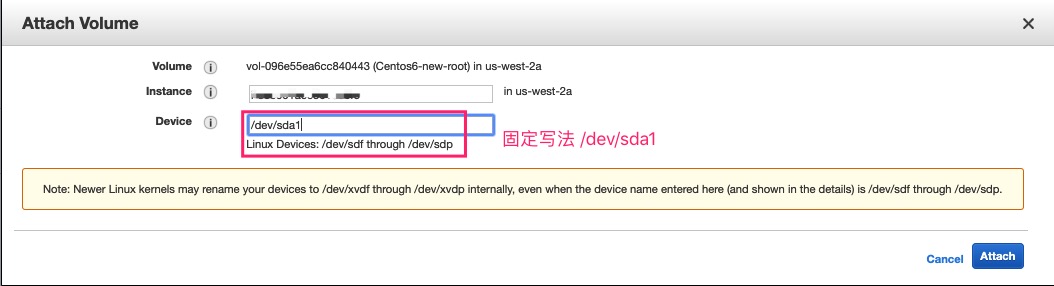 Attach Volume
Volume vol-096e55ea6cc840443 (Centos6-new-root) in us-west-2a
Instance in us-west-2a
Device /dev/sda1
Linux Devices: /dev/sdf through /dev/sdp
固定写法 /dev/sda1
Note: Newer Linux kernels may rename your devices to /dev/xvdf through /dev/xvdp internally, even when the device name entered here (and shown in the details) is /dev/sdf through /dev/sdp.
Cancel Attach